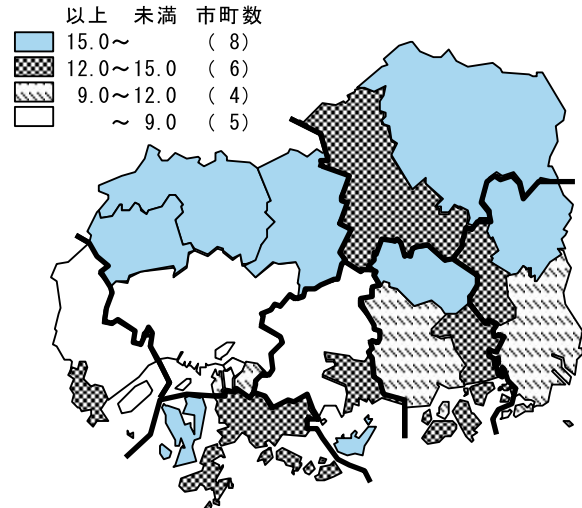 以上　未満　市町数
15.0～　　　( 8)
12.0～15.0　( 6)
9.0～12.0　( 4)
～ 9.0　( 5)